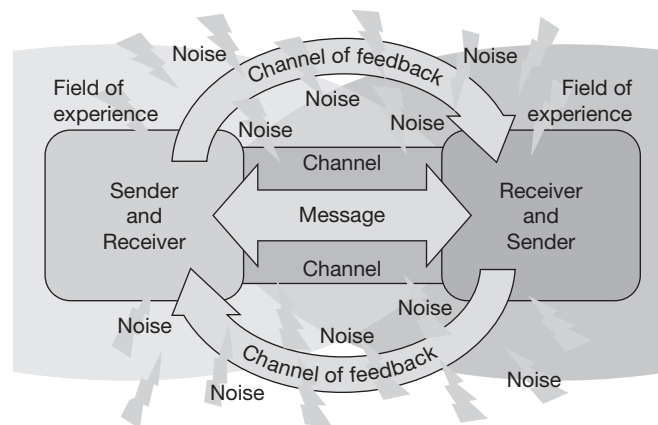 Noise
Channel of feedback
Noise
Field of
experience
Noise
Field of
experience
Noise
Noise
Channel
Sender
and
Receiver
Message
Receiver
and
Sender
Channel
Noise
Noise
Noise
Channel of feedback
Noise
Noise